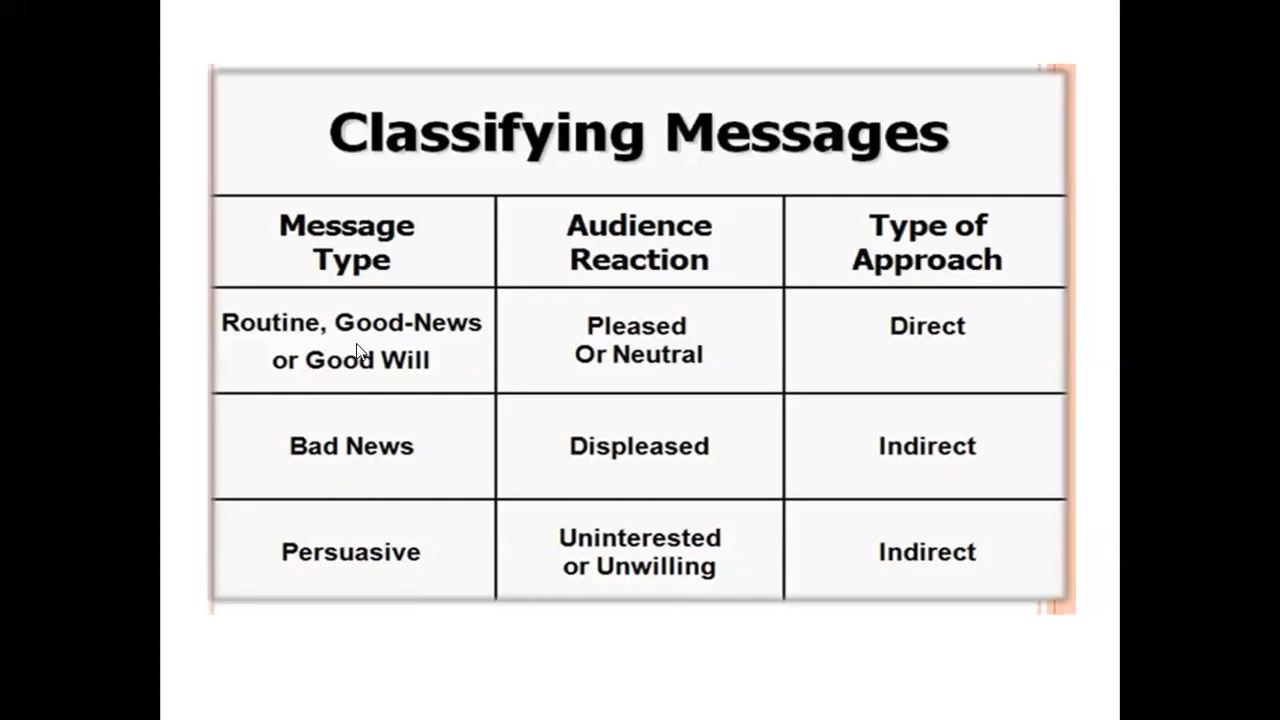 Classifying Messages
Message
Type
Audience
Reaction
Type of
Approach
Routine, Good-News
or Good Will
Pleased
Or Neutral
Direct
Bad News
Displeased
Indirect
Persuasive
Uninterested
or Unwilling
Indirect